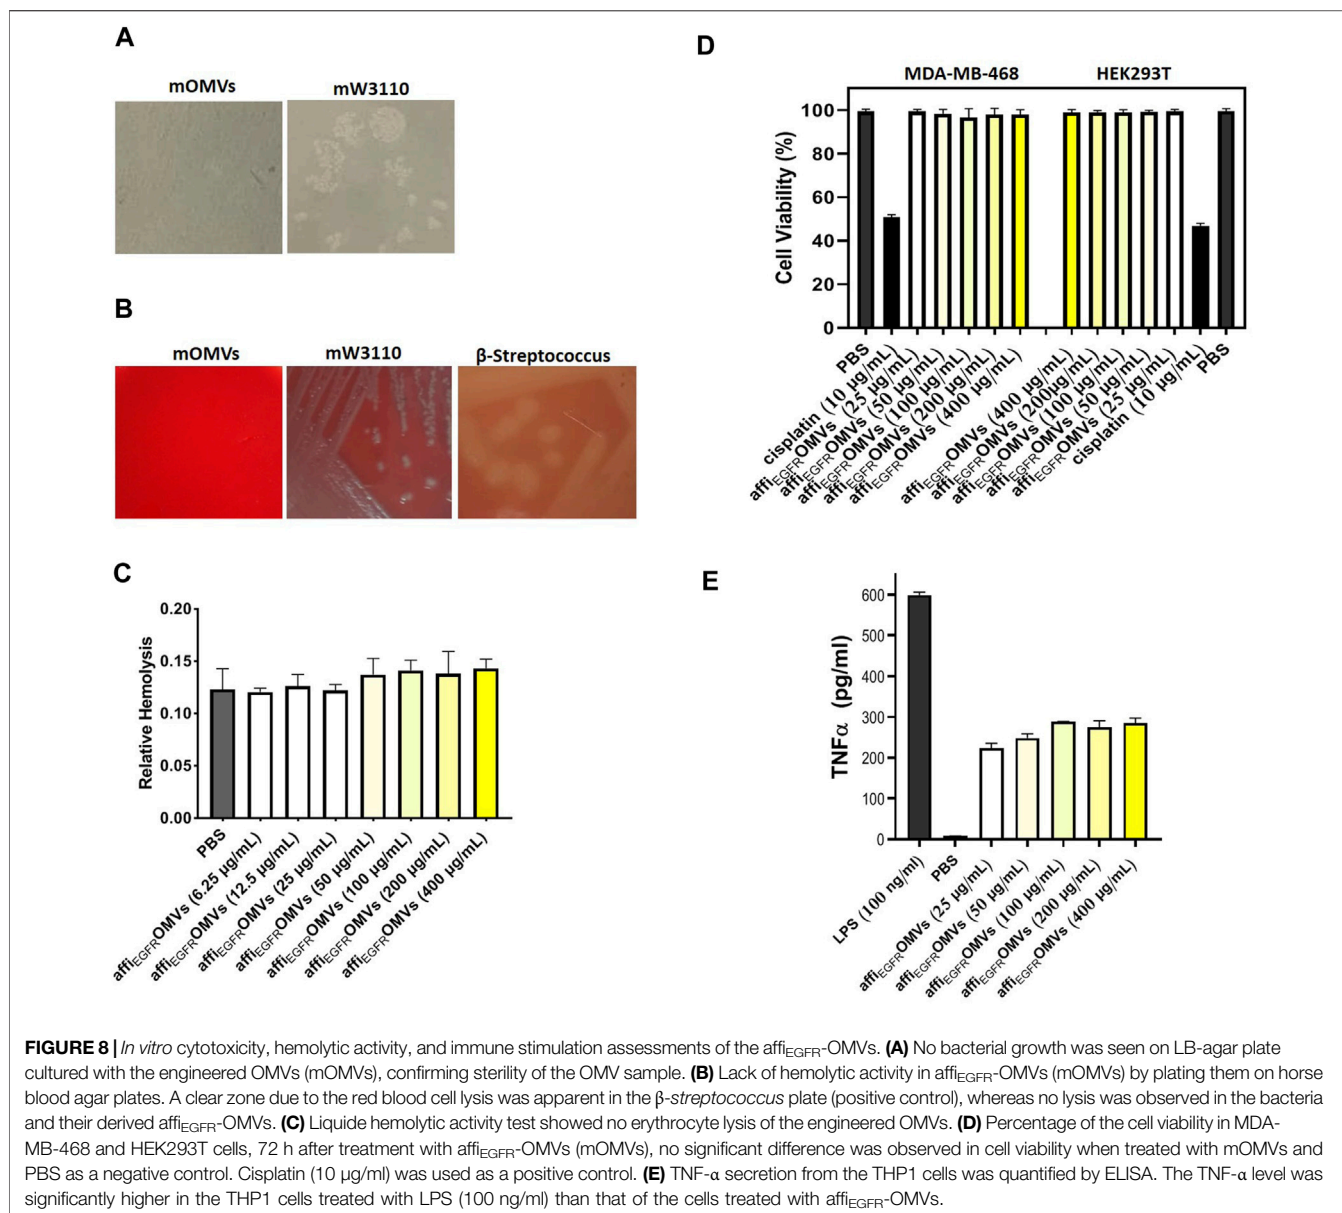 A
mOMVs
mW3110
B
mOMVs
mW3110
β-Streptococcus
C
Relative Hemolysis
0.20
0.15
0.10
0.05
0.00
PBS
affiEGFROMVs (6.25 µg/mL)
affiEGFROMVs (12.5 µg/mL)
affiEGFROMVs (25 µg/mL)
affiEGFROMVs (50 µg/mL)
affiEGFROMVs (100 µg/mL)
affiEGFROMVs (200 µg/mL)
affiEGFROMVs (400 µg/mL)
D
MDA-MB-468
HEK293T
Cell Viability (%)
100
80
60
40
20
0
PBS
cisplatin (10 µg/mL)
affiEGFROMVs (25 µg/mL)
affiEGFROMVs (50 µg/mL)
affiEGFROMVs (100 µg/mL)
affiEGFROMVs (200 µg/mL)
affiEGFROMVs (400 µg/mL)
affiEGFROMVs (400 µg/mL)
affiEGFROMVs (200µg/mL)
affiEGFROMVs (100 µg/mL)
affiEGFROMVs (50 µg/mL)
affiEGFROMVs (25 µg/mL)
cisplatin (10 µg/mL)
PBS
E
TNFα (pg/ml)
600
500
400
300
200
100
0
LPS (100 ng/ml)
PBS
affiEGFROMVs (25 µg/mL)
affiEGFROMVs (50 µg/mL)
affiEGFROMVs (100 µg/mL)
affiEGFROMVs (200 µg/mL)
affiEGFROMVs (400 µg/mL)
FIGURE 8 | In vitro cytotoxicity, hemolytic activity, and immune stimulation assessments of the affiEGFR-OMVs. (A) No bacterial growth was seen on LB-agar plate
cultured with the engineered OMVs (mOMVs), confirming sterility of the OMV sample. (B) Lack of hemolytic activity in affiEGFR-OMVs (mOMVs) by plating them on horse
blood agar plates. A clear zone due to the red blood cell lysis was apparent in the β-streptococcus plate (positive control), whereas no lysis was observed in the bacteria
and their derived affiEGFR-OMVs. (C) Liquide hemolytic activity test showed no erythrocyte lysis of the engineered OMVs. (D) Percentage of the cell viability in MDA-
MB-468 and HEK293T cells, 72 h after treatment with affiEGFR-OMVs (mOMVs), no significant difference was observed in cell viability when treated with mOMVs and
PBS as a negative control. Cisplatin (10 µg/ml) was used as a positive control. (E) TNF-α secretion from the THP1 cells was quantified by ELISA. The TNF-α level was
significantly higher in the THP1 cells treated with LPS (100 ng/ml) than that of the cells treated with affiEGFR-OMVs.